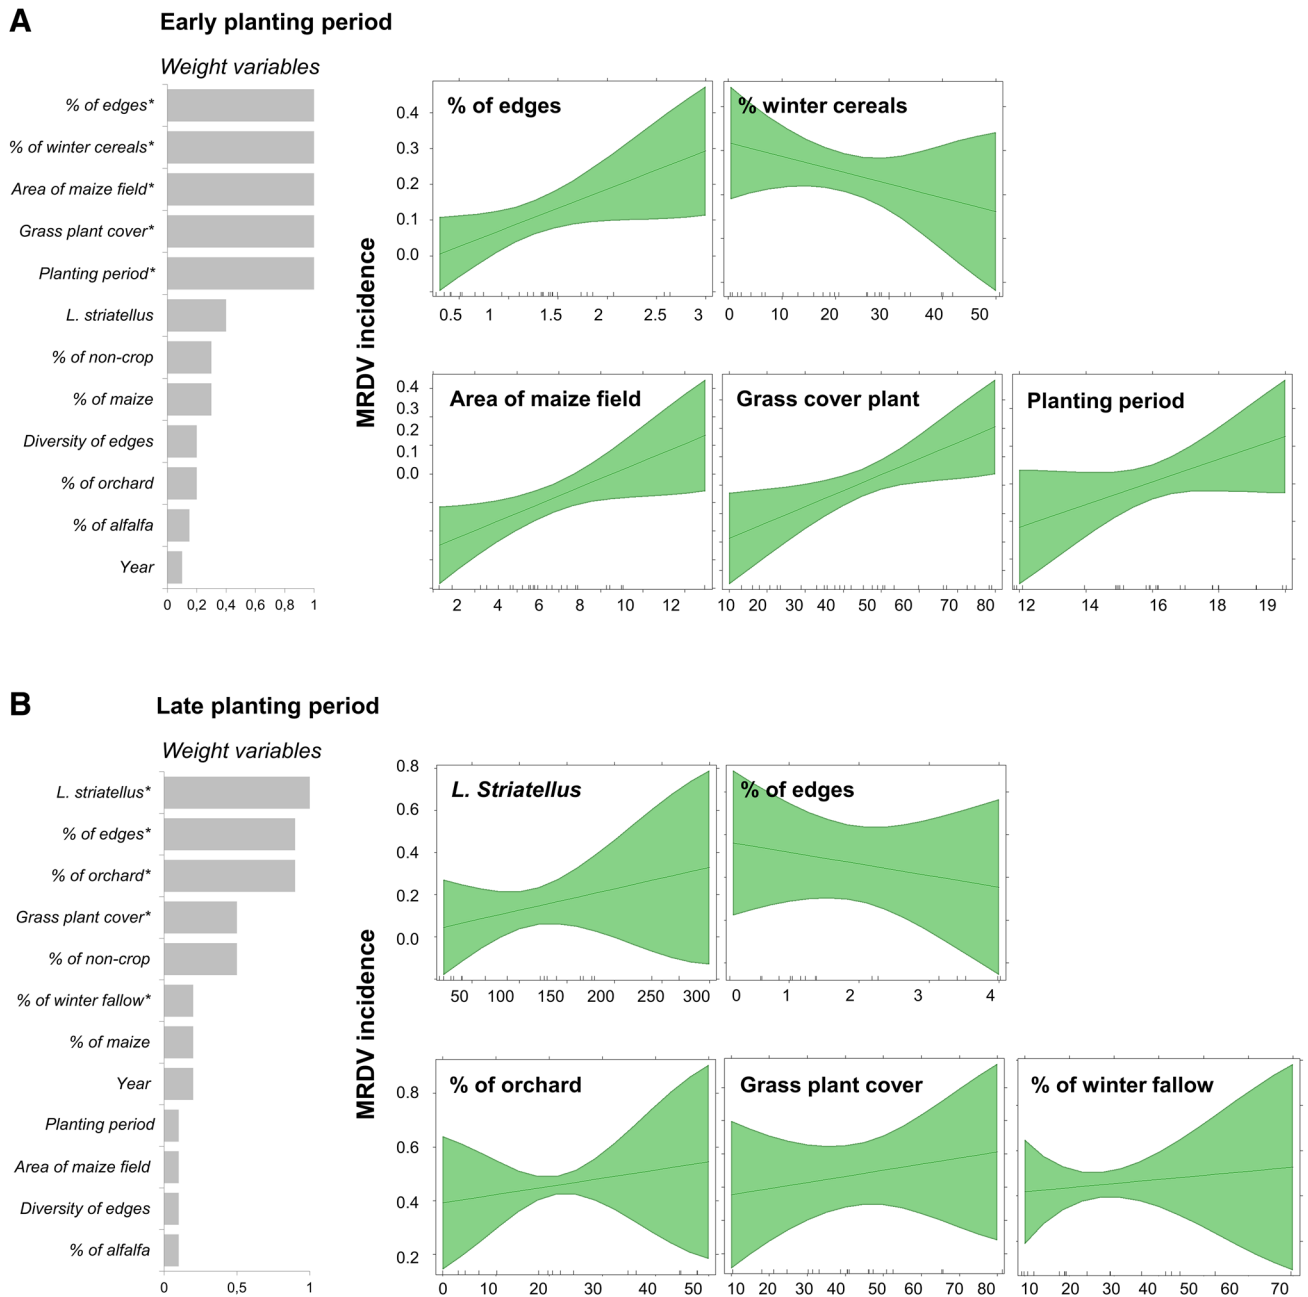 A
Early planting period
Weight variables
% of edges*
% of winter cereals*
Area of maize field*
Grass plant cover*
Planting period*
L. striatellus
% of non-crop
% of maize
Diversity of edges
% of orchard
% of alfalfa
Year
0 0,2 0,4 0,6 0,8 1
MRDV incidence
% of edges
0.4
0.3
0.2
0.1
0.0
0.5 1 1.5 2 2.5 3
% winter cereals
0 10 20 30 40 50
Area of maize field
0.4
0.3
0.2
0.1
0.0
2 4 6 8 10 12
Grass cover plant
10 20 30 40 50 60 70 80
Planting period
12 14 16 18 19
B
Late planting period
Weight variables
L. striatellus*
% of edges*
% of orchard*
Grass plant cover*
% of non-crop
% of winter fallow*
% of maize
Year
Planting period
Area of maize field
Diversity of edges
% of alfalfa
0 0,5 1
MRDV incidence
L. Striatellus
0.8
0.6
0.4
0.2
0.0
50 100 150 200 250 300
% of edges
0 1 2 3 4
% of orchard
0.8
0.6
0.4
0.2
0 10 20 30 40 50
Grass plant cover
10 20 30 40 50 60 70 80
% of winter fallow
10 20 30 40 50 60 70